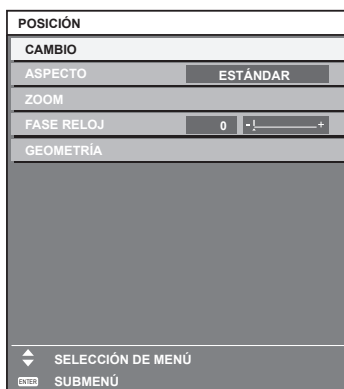 POSICIÓN
CAMBIO
ASPECTO ESTÁNDAR
ZOOM
FASE RELOJ 0 - +
GEOMETRÍA
SELECCIÓN DE MENÚ
ENTER SUBMENÚ